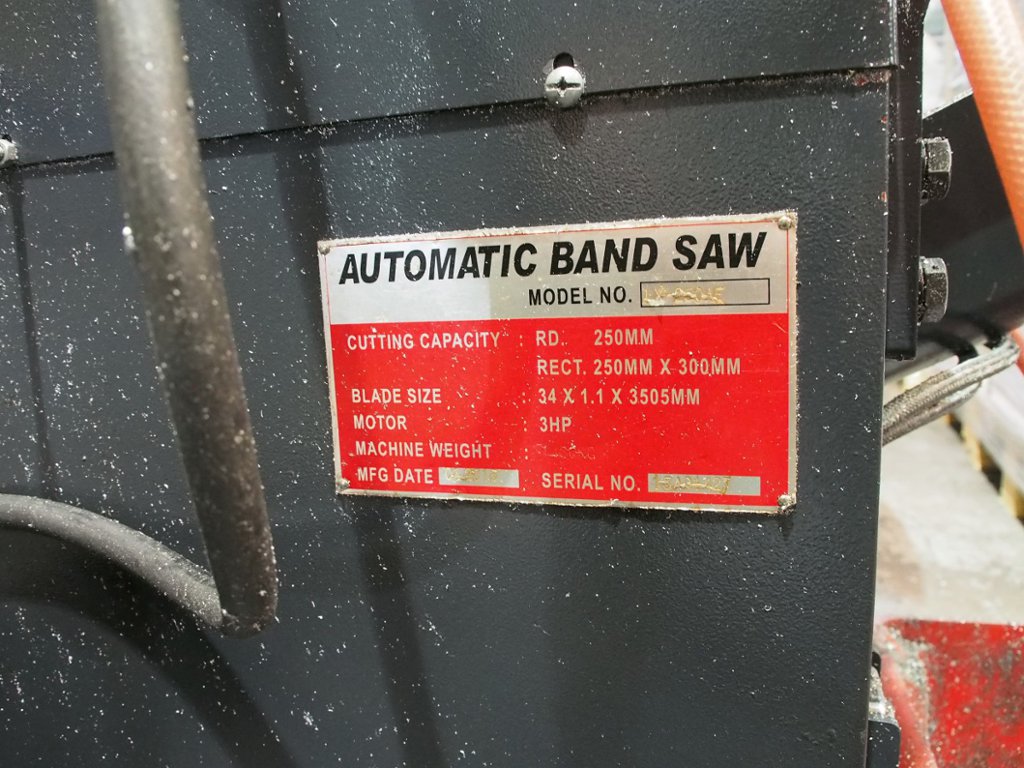 AUTOMATIC BAND SAW
MODEL NO.
CUTTING CAPACITY : RD. 250MM
RECT. 250MM X 300MM
BLADE SIZE : 34 X 1.1 X 3505MM
MOTOR : 3HP
MACHINE WEIGHT :
MFG DATE SERIAL NO.